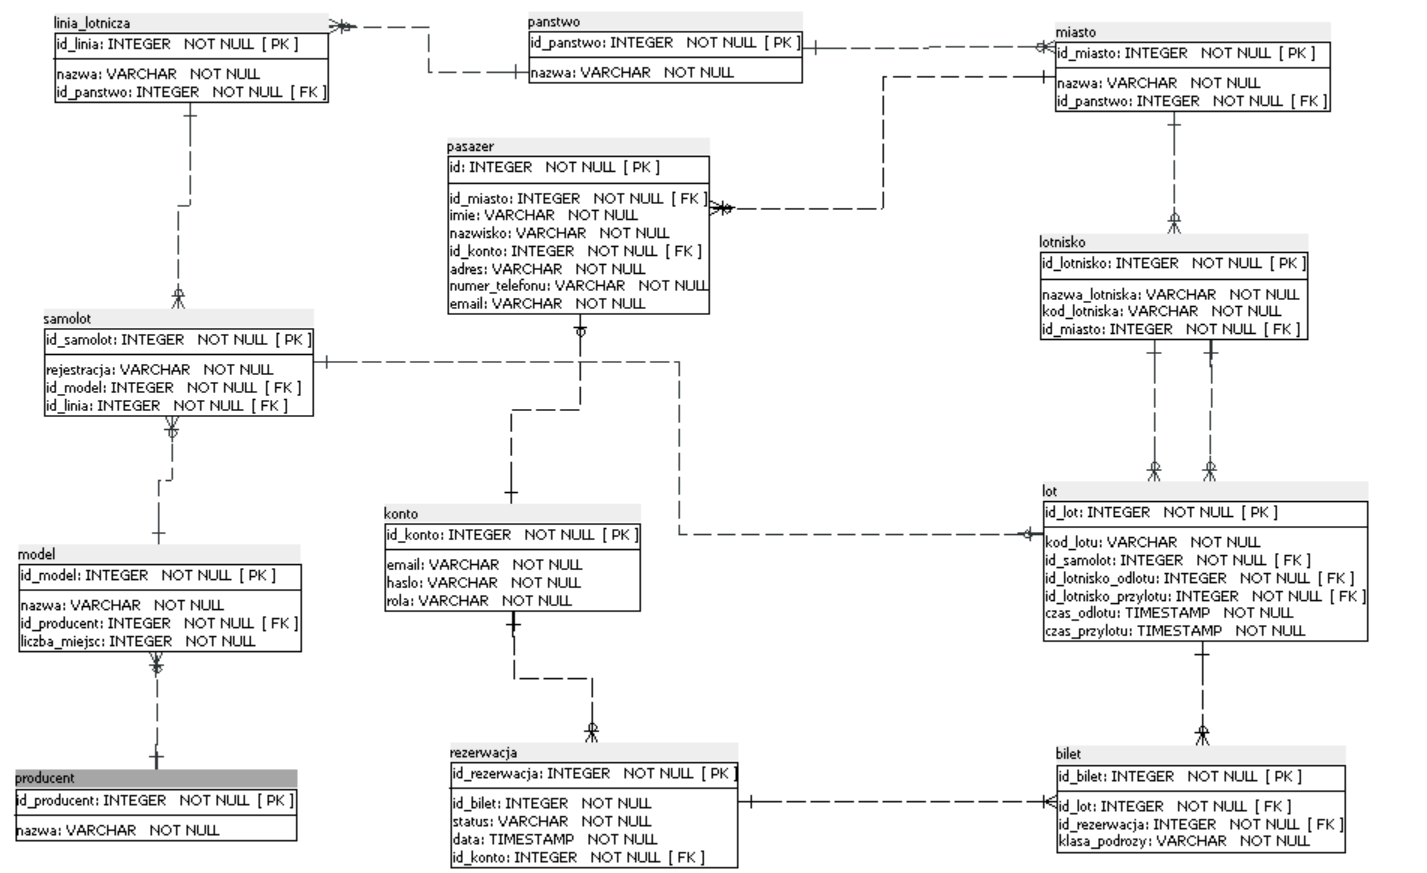 linia_lotnicza
id_linia: INTEGER NOT NULL [ PK ]
nazwa: VARCHAR NOT NULL
id_panstwo: INTEGER NOT NULL [ FK ]
panstwo
id_panstwo: INTEGER NOT NULL [ PK ]
nazwa: VARCHAR NOT NULL
miasto
id_miasto: INTEGER NOT NULL [ PK ]
nazwa: VARCHAR NOT NULL
id_panstwo: INTEGER NOT NULL [ FK ]
pasazer
id: INTEGER NOT NULL [ PK ]
id_miasto: INTEGER NOT NULL [ FK ]
imie: VARCHAR NOT NULL
nazwisko: VARCHAR NOT NULL
id_konto: INTEGER NOT NULL [ FK ]
adres: VARCHAR NOT NULL
numer_telefonu: VARCHAR NOT NULL
email: VARCHAR NOT NULL
lotnisko
id_lotnisko: INTEGER NOT NULL [ PK ]
nazwa_lotniska: VARCHAR NOT NULL
kod_lotniska: VARCHAR NOT NULL
id_miasto: INTEGER NOT NULL [ FK ]
samolot
id_samolot: INTEGER NOT NULL [ PK ]
rejestracja: VARCHAR NOT NULL
id_model: INTEGER NOT NULL [ FK ]
id_linia: INTEGER NOT NULL [ FK ]
konto
id_konto: INTEGER NOT NULL [ PK ]
email: VARCHAR NOT NULL
haslo: VARCHAR NOT NULL
rola: VARCHAR NOT NULL
lot
id_lot: INTEGER NOT NULL [ PK ]
kod_lotu: VARCHAR NOT NULL
id_samolot: INTEGER NOT NULL [ FK ]
id_lotnisko_odlotu: INTEGER NOT NULL [ FK ]
id_lotnisko_przylotu: INTEGER NOT NULL [ FK ]
czas_odlotu: TIMESTAMP NOT NULL
czas_przylotu: TIMESTAMP NOT NULL
model
id_model: INTEGER NOT NULL [ PK ]
nazwa: VARCHAR NOT NULL
id_producent: INTEGER NOT NULL [ FK ]
liczba_miejsc: INTEGER NOT NULL
producent
id_producent: INTEGER NOT NULL [ PK ]
nazwa: VARCHAR NOT NULL
rezerwacja
id_rezerwacja: INTEGER NOT NULL [ PK ]
id_bilet: INTEGER NOT NULL
status: VARCHAR NOT NULL
data: TIMESTAMP NOT NULL
id_konto: INTEGER NOT NULL [ FK ]
bilet
id_bilet: INTEGER NOT NULL [ PK ]
id_lot: INTEGER NOT NULL [ FK ]
id_rezerwacja: INTEGER NOT NULL [ FK ]
klasa_podrozy: VARCHAR NOT NULL